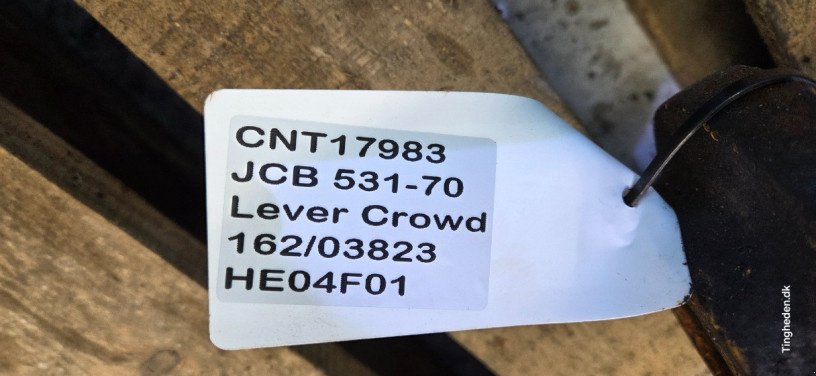 CNT17983
JCB 531-70
Lever Crowd
162/03823
HE04F01
Tingheden.dk